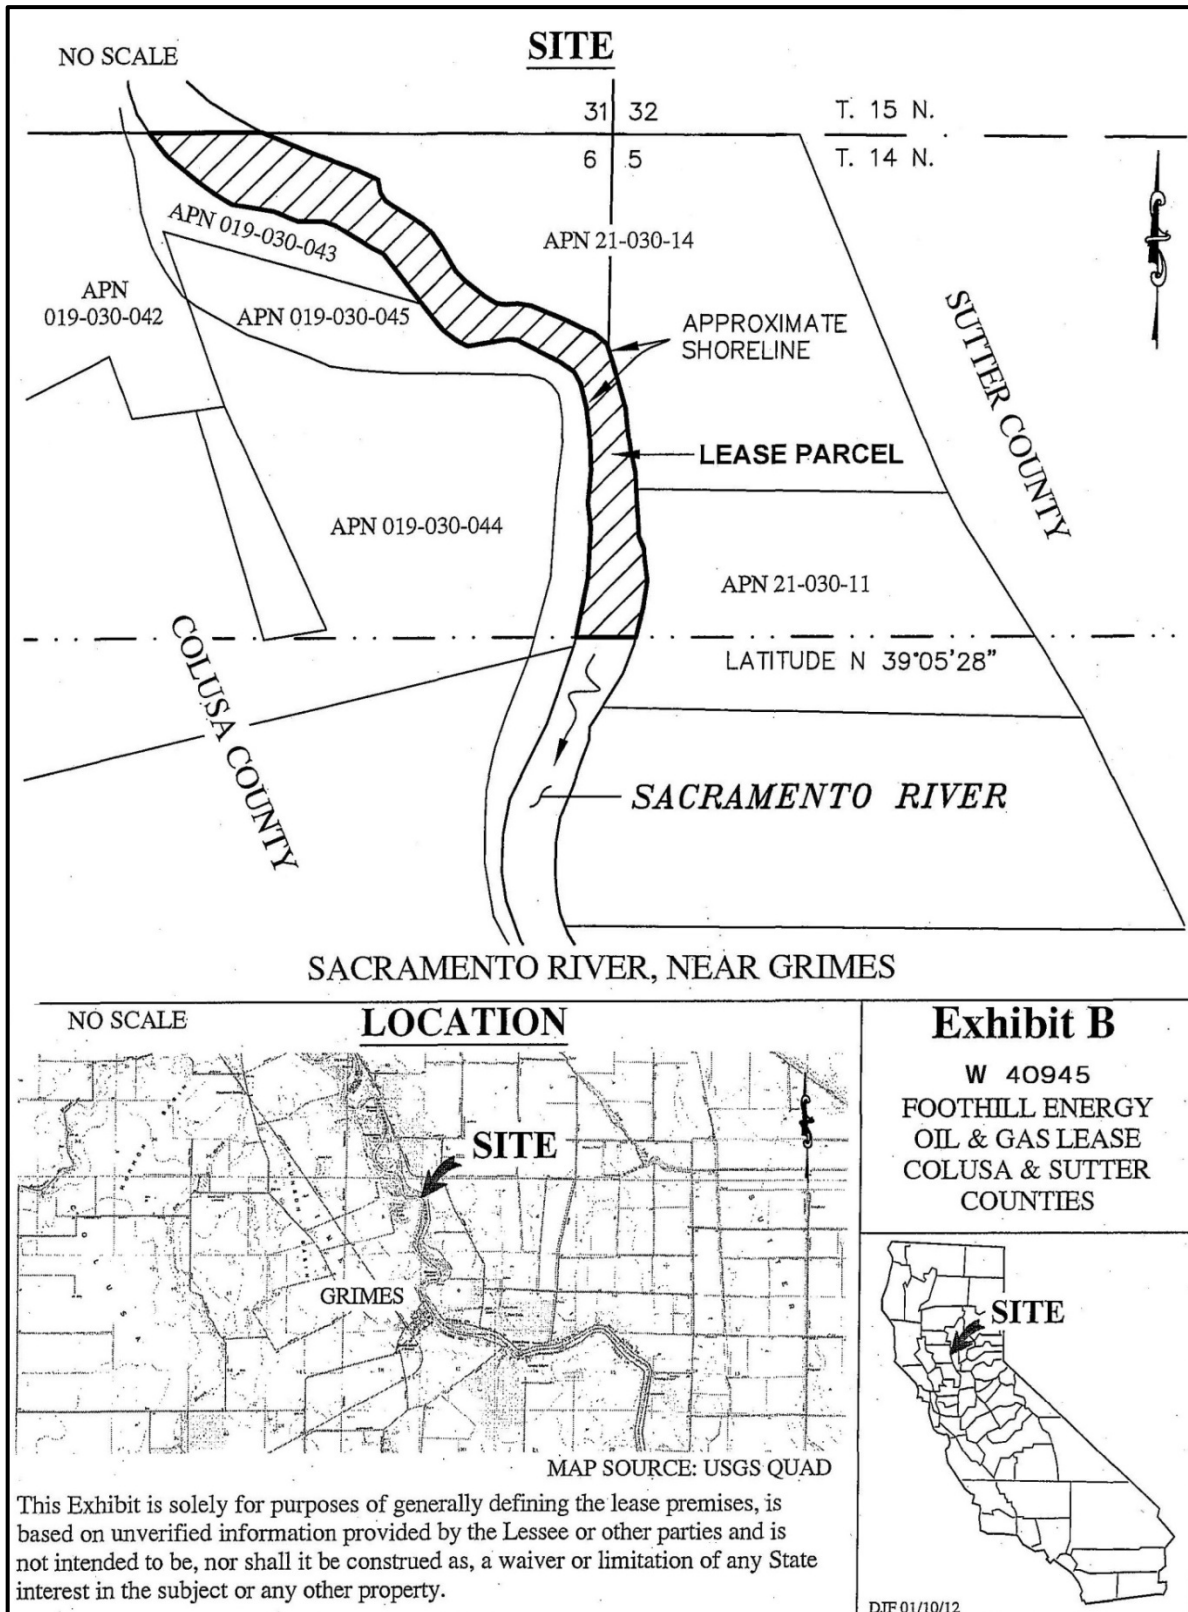 NO SCALE
SITE
31 32
T. 15 N.
6 5
T. 14 N.
APN 019-030-043
APN 21-030-14
APN
019-030-042
APN 019-030-045
APPROXIMATE
SHORELINE
SUTTER COUNTY
LEASE PARCEL
APN 019-030-044
APN 21-030-11
COLUSA COUNTY
LATITUDE N 39°05'28"
SACRAMENTO RIVER
SACRAMENTO RIVER, NEAR GRIMES
NO SCALE
LOCATION
SITE
GRIMES
MAP SOURCE: USGS QUAD
This Exhibit is solely for purposes of generally defining the lease premises, is
based on unverified information provided by the Lessee or other parties and is
not intended to be, nor shall it be construed as, a waiver or limitation of any State
interest in the subject or any other property.
Exhibit B
W 40945
FOOTHILL ENERGY
OIL & GAS LEASE
COLUSA & SUTTER
COUNTIES
SITE
DJF 01/10/12